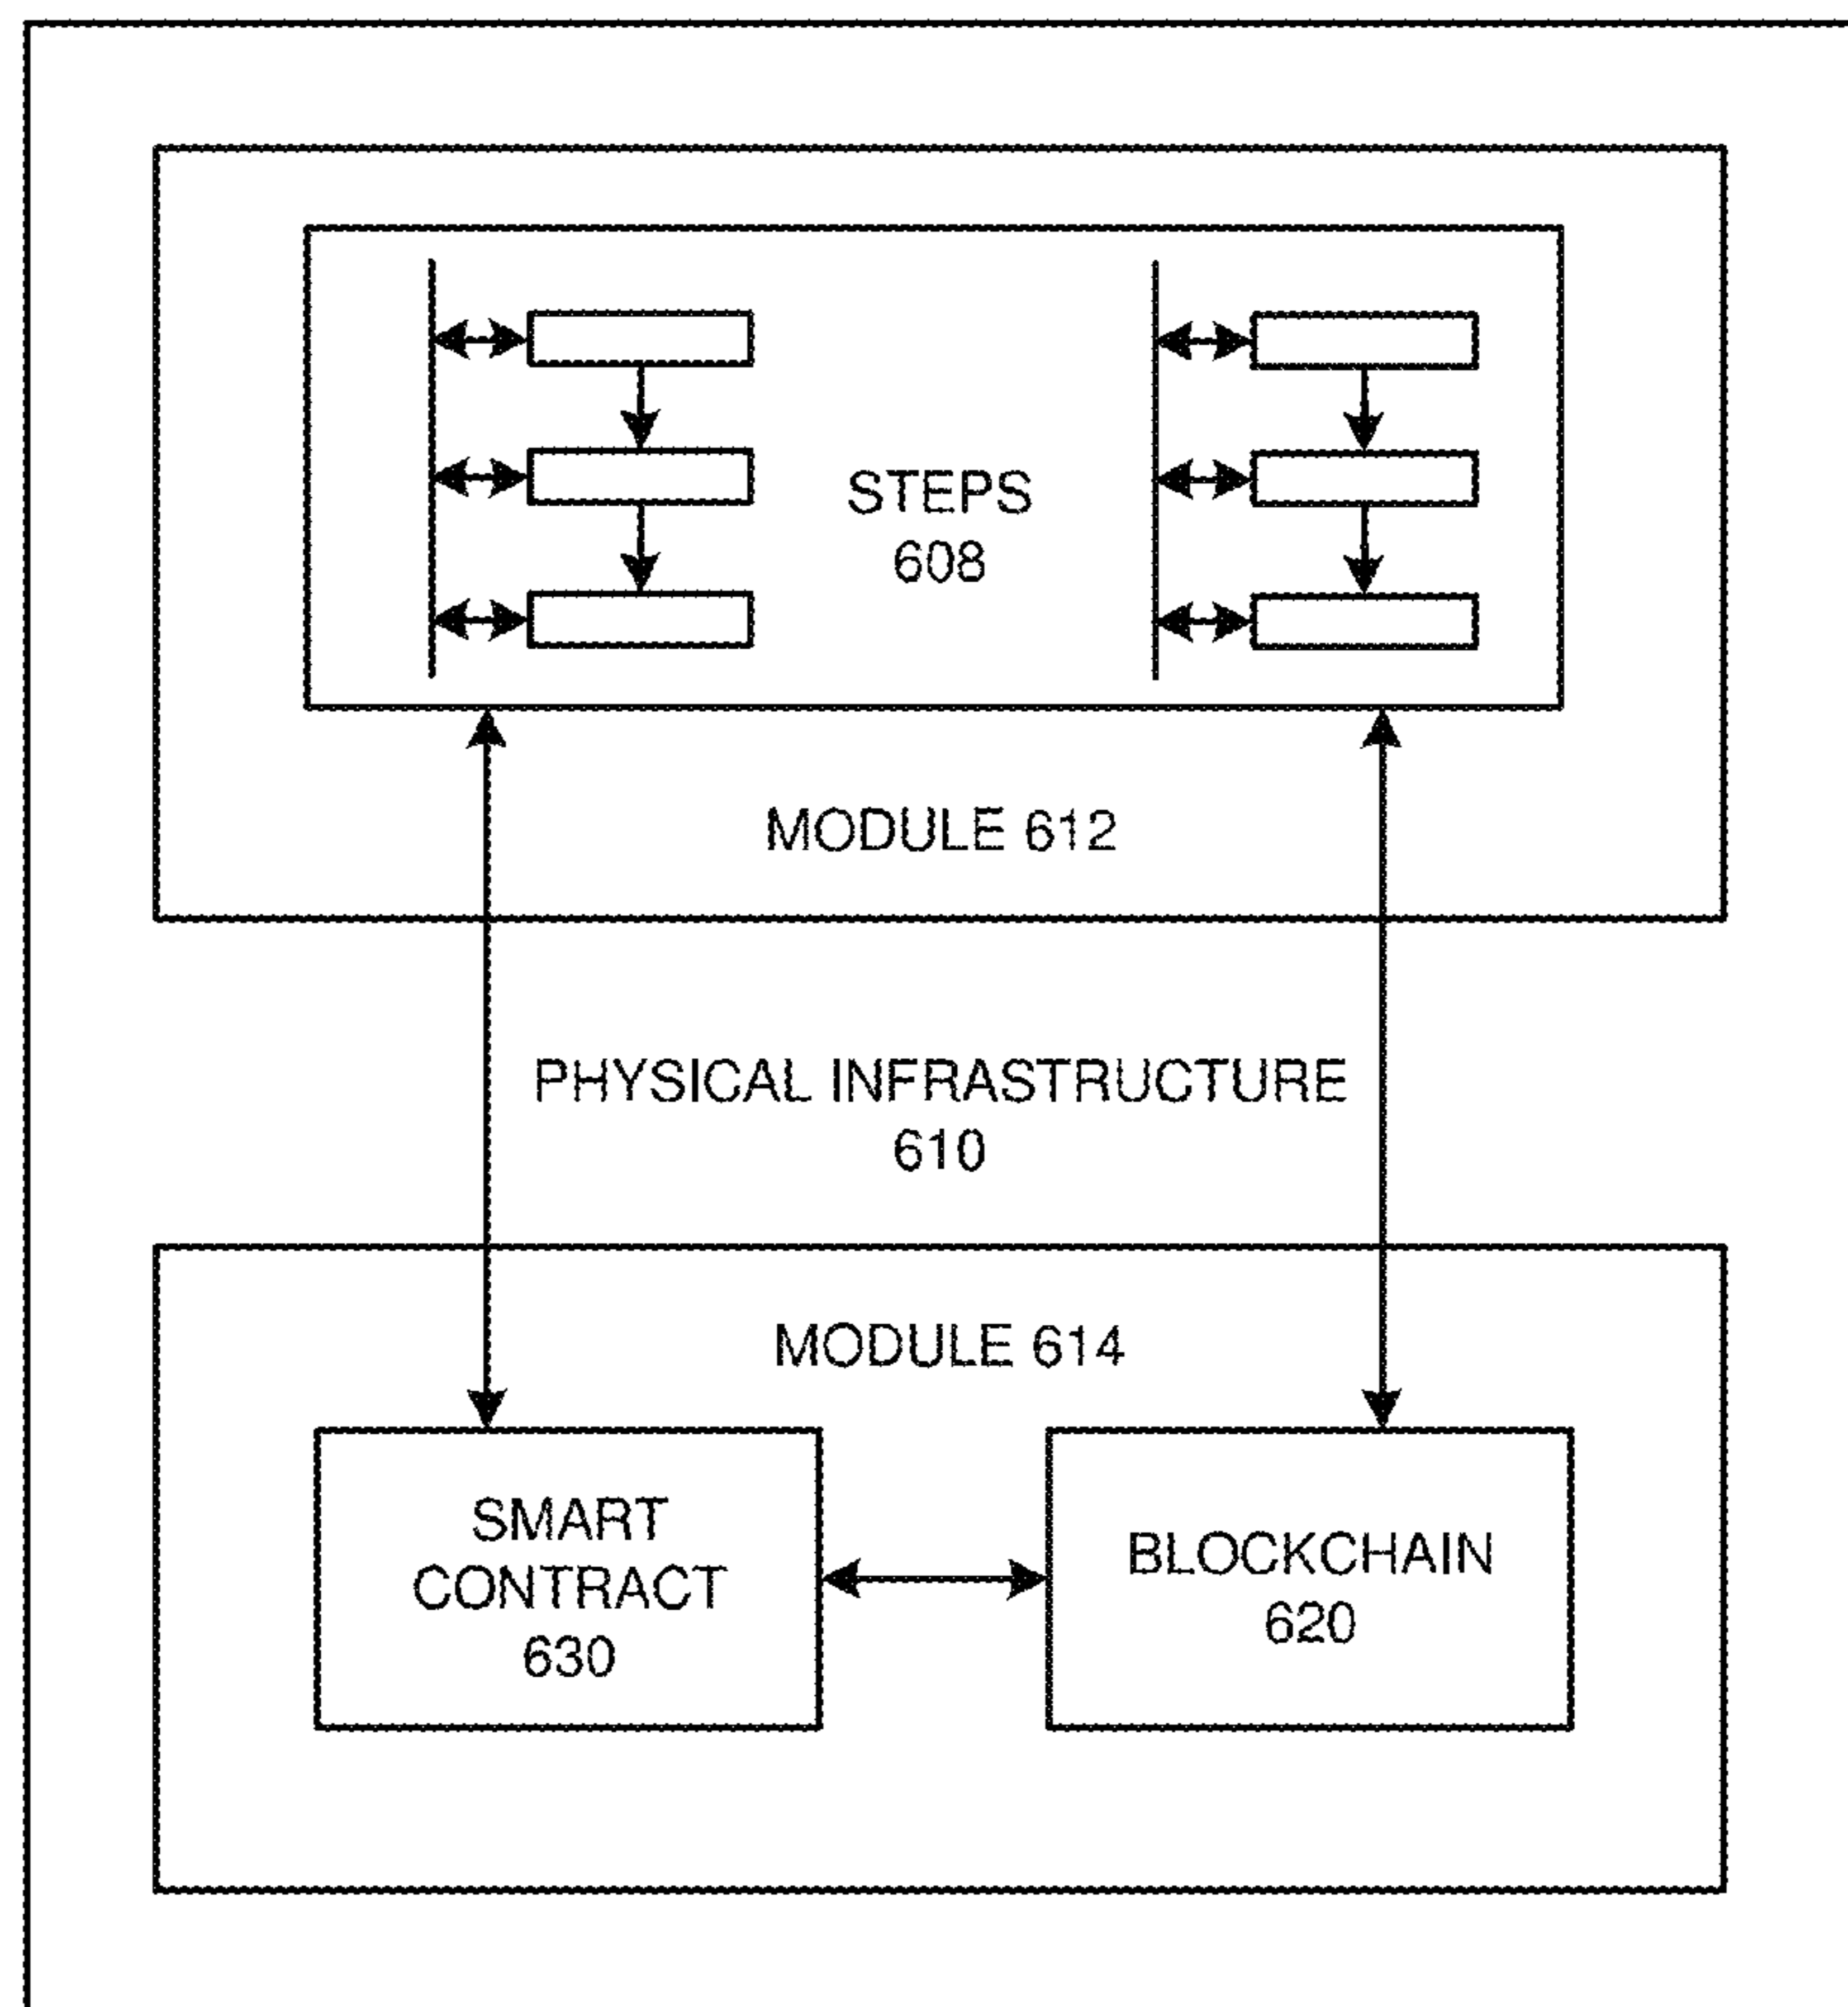 STEPS
608
MODULE 612
PHYSICAL INFRASTRUCTURE
610
MODULE 614
SMART
CONTRACT
630
BLOCKCHAIN
620